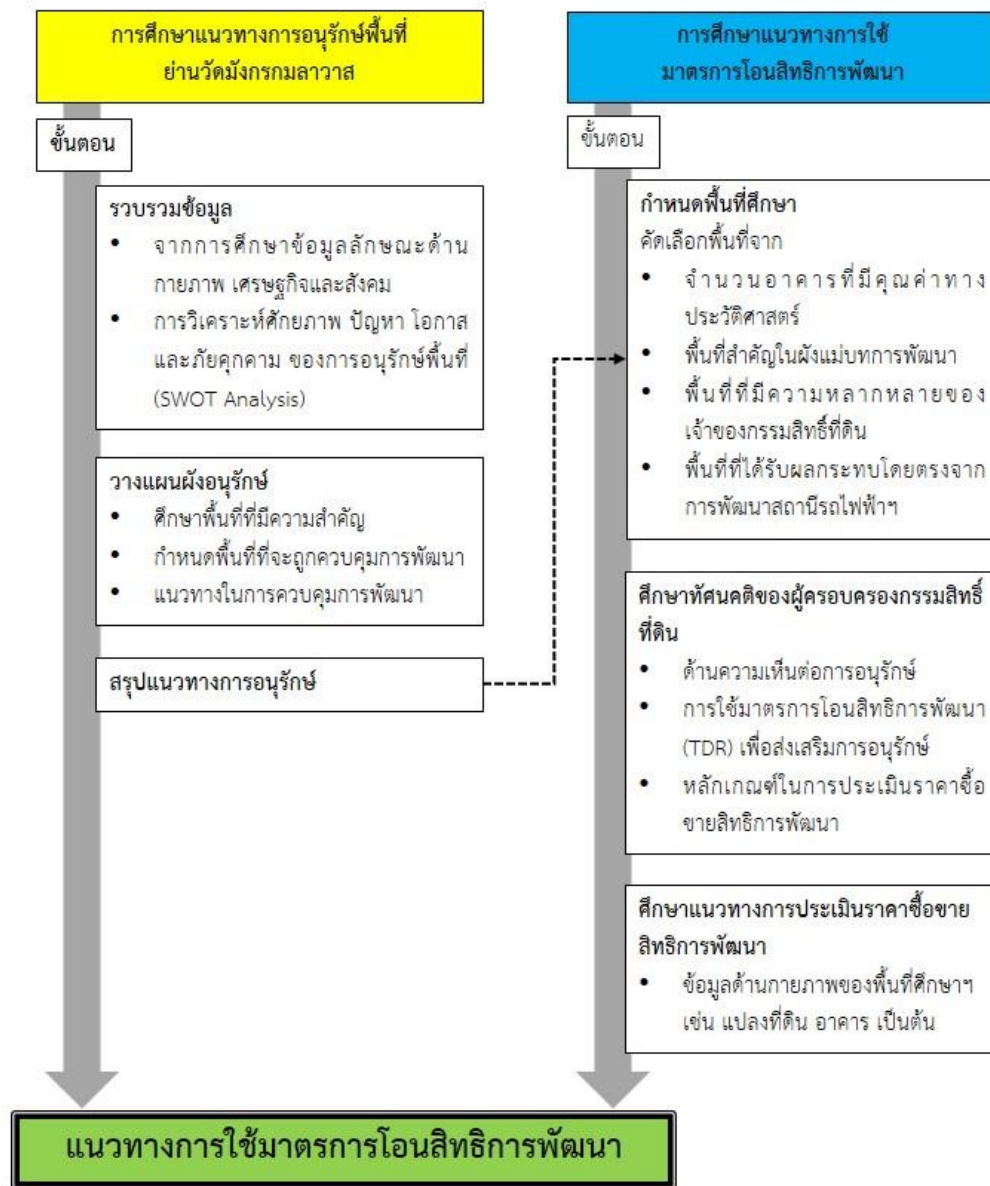 การศึกษาแนวทางการอนุรักษ์พื้นที่
ย่านวัดมังกรกมลาวาส
ขั้นตอน
รวบรวมข้อมูล
• จากการศึกษาข้อมูลลักษณะด้าน
กายภาพ เศรษฐกิจและสังคม
• การวิเคราะห์ศักยภาพ ปัญหา โอกาส
และภัยคุกคาม ของการอนุรักษ์พื้นที่
(SWOT Analysis)
วางแผนผังอนุรักษ์
• ศึกษาพื้นที่ที่มีความสำคัญ
• กำหนดพื้นที่ที่จะถูกควบคุมการพัฒนา
• แนวทางในการควบคุมการพัฒนา
สรุปแนวทางการอนุรักษ์
การศึกษาแนวทางการใช้
มาตรการโอนสิทธิการพัฒนา
ขั้นตอน
กำหนดพื้นที่ศึกษา
คัดเลือกพื้นที่จาก
• จำนวนอาคารที่มีคุณค่าทาง
ประวัติศาสตร์
• พื้นที่สำคัญในผังแม่บทการพัฒนา
• พื้นที่ที่มีความหลากหลายของ
เจ้าของกรรมสิทธิ์ที่ดิน
• พื้นที่ที่ได้รับผลกระทบโดยตรงจาก
การพัฒนาสถานีรถไฟฟ้าฯ
ศึกษาทัศนคติของผู้ครอบครองกรรมสิทธิ์
ที่ดิน
• ด้านความเห็นต่อการอนุรักษ์
• การใช้มาตรการโอนสิทธิการพัฒนา
(TDR) เพื่อส่งเสริมการอนุรักษ์
• หลักเกณฑ์ในการประเมินราคาซื้อ
ขายสิทธิการพัฒนา
ศึกษาแนวทางการประเมินราคาซื้อขาย
สิทธิการพัฒนา
• ข้อมูลด้านกายภาพของพื้นที่ศึกษาฯ
เช่น แปลงที่ดิน อาคาร เป็นต้น
แนวทางการใช้มาตรการโอนสิทธิการพัฒนา